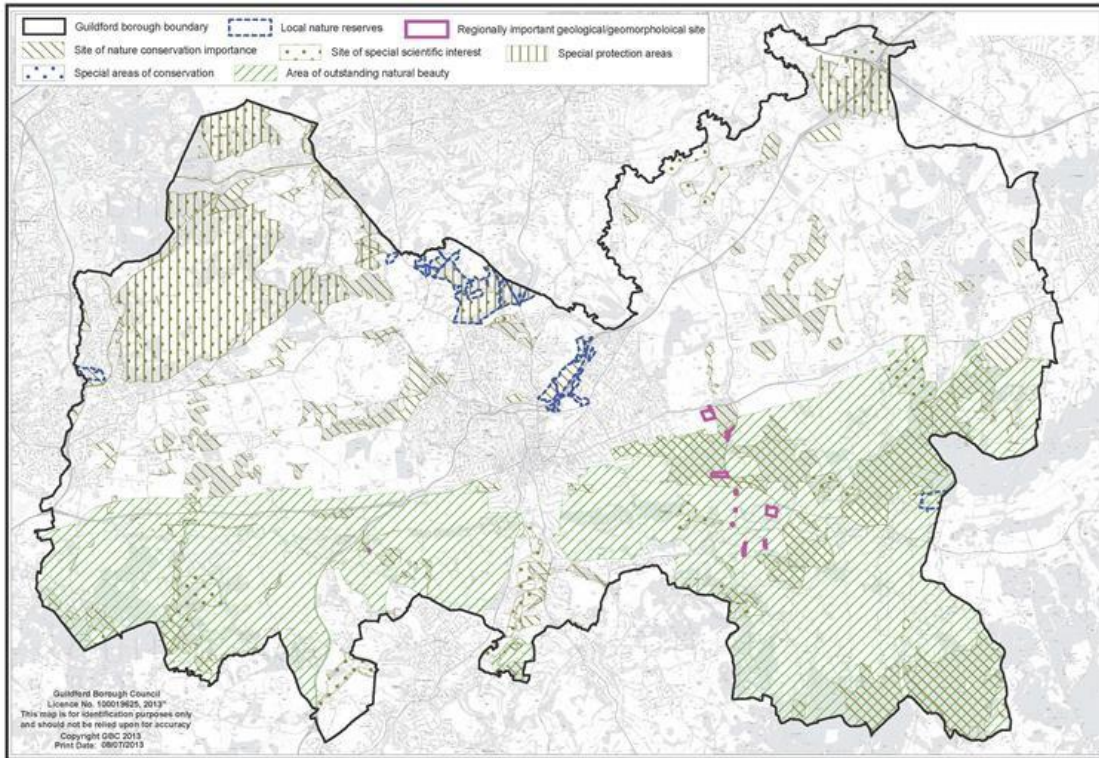 Guildford borough boundary
Local nature reserves
Regionally important geological/geomorpholoical site
Site of nature conservation importance
Site of special scientific interest
Special protection areas
Special areas of conservation
Area of outstanding natural beauty
Guildford Borough Council
Licence No. 100019625, 2013"
This map is for identification purposes only
and should not be relied upon for accuracy
Copyright GBC 2013
Print Date: 08/07/2013